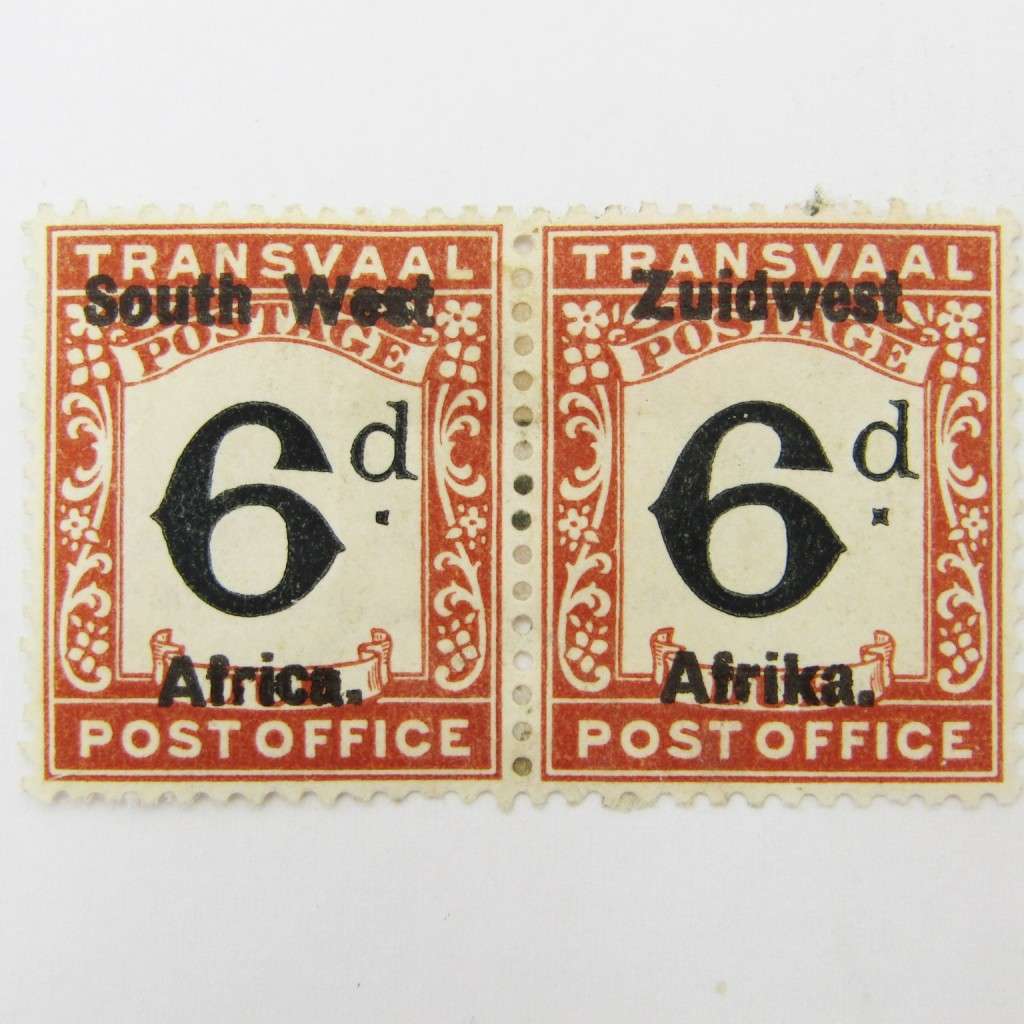 TRANSVAAL
South West
POSTAGE
6d.
Africa.
POST OFFICE
TRANSVAAL
Zuidwest
POSTAGE
6d.
Afrika.
POST OFFICE